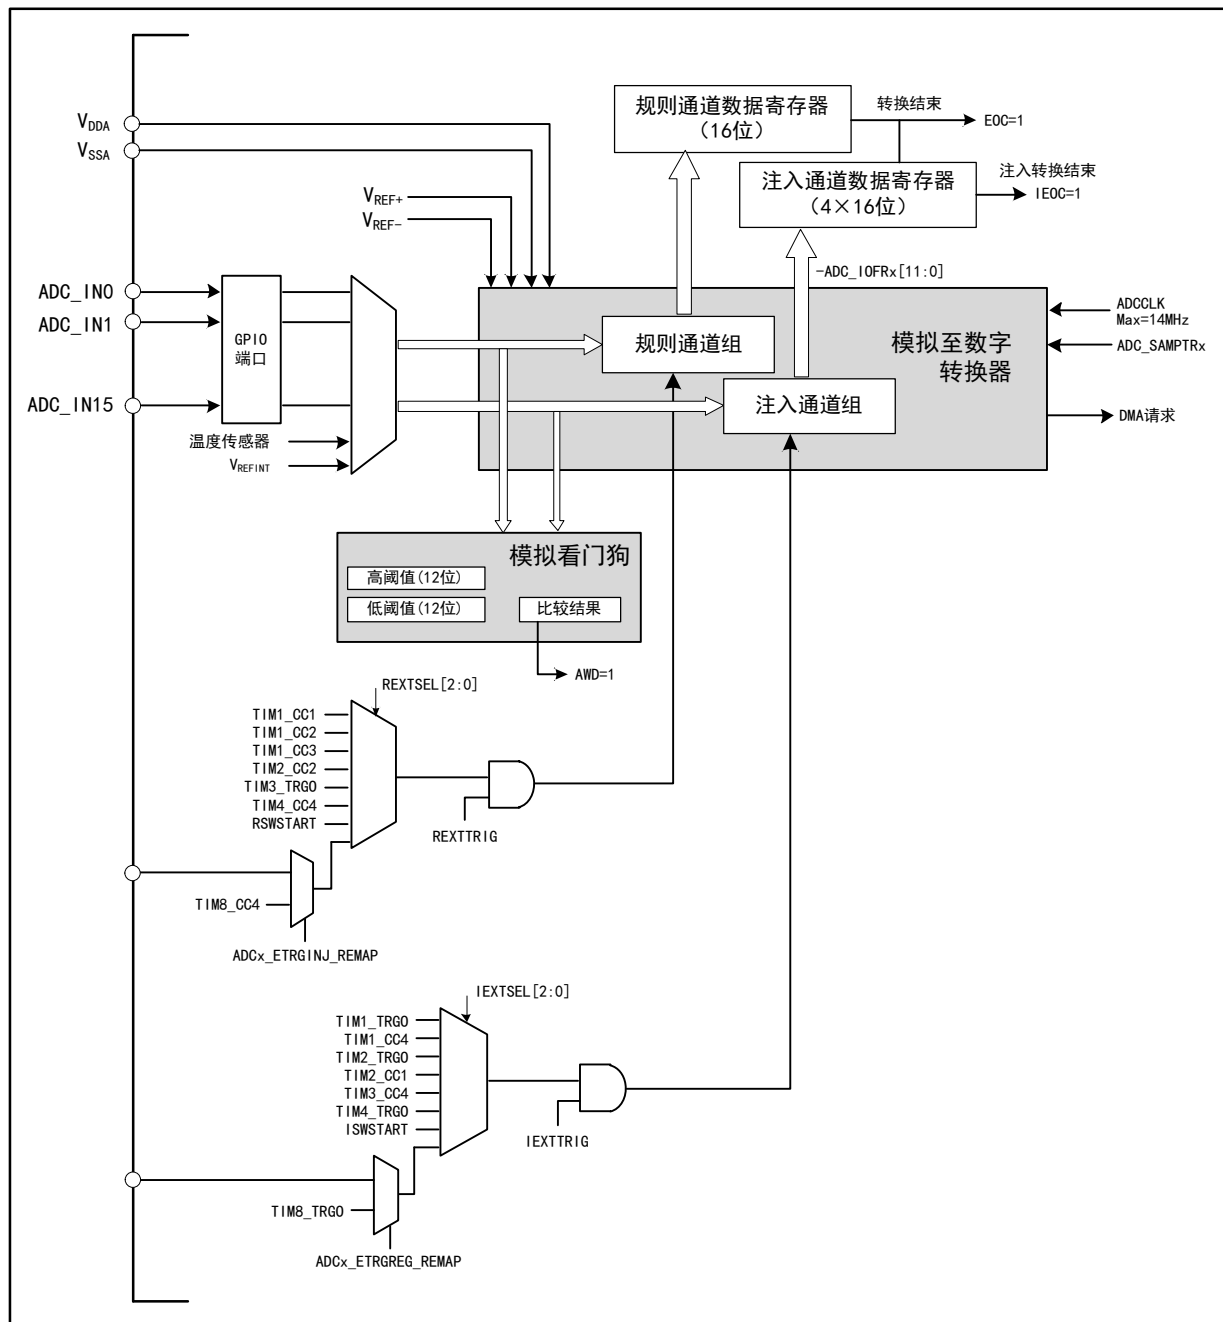 规则通道数据寄存器
(16位)
转换结束
EOC=1
注入通道数据寄存器
(4×16位)
注入转换结束
IEOC=1
VDDA
VSSA
VREF+
VREF-
-ADC_IOFRx[11:0]
ADC_IN0
ADC_IN1
ADC_IN15
GPIO
端口
温度传感器
VREFINT
规则通道组
注入通道组
模拟至数字
转换器
ADCCLK
Max=14MHz
ADC_SAMPTRx
DMA请求
模拟看门狗
高阈值(12位)
低阈值(12位)
比较结果
AWD=1
REXTSEL[2:0]
TIM1_CC1
TIM1_CC2
TIM1_CC3
TIM2_CC2
TIM3_TRGO
TIM4_CC4
RSWSTART
REXTTRIG
TIM8_CC4
ADCx_ETRGINJ_REMAP
IEXTSEL[2:0]
TIM1_TRGO
TIM1_CC4
TIM2_TRGO
TIM2_CC1
TIM3_CC4
TIM4_TRGO
ISWSTART
IEXTTRIG
TIM8_TRGO
ADCx_ETRGREG_REMAP